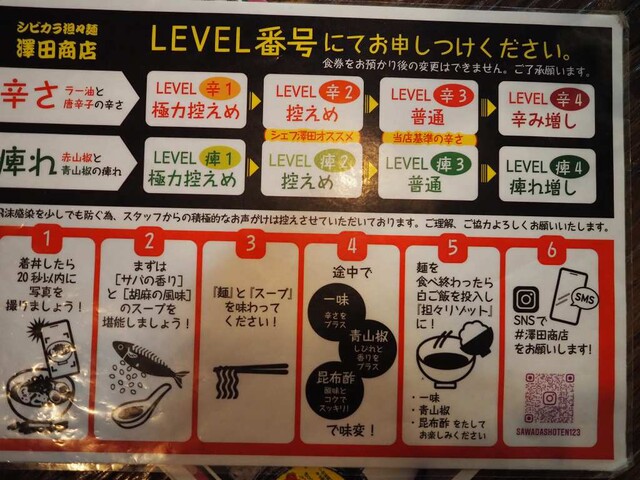 シビカラ担々麺
澤田商店
LEVEL番号にてお申しつけください。
食券をお預かり後の変更はできません。ご了承願います。
辛さ
ラー油と
唐辛子の辛さ
LEVEL 辛1
極力控えめ
LEVEL 辛2
控えめ
LEVEL 辛3
普通
LEVEL 辛4
辛み増し
シェフ澤田オススメ
当店基準の辛さ
痺れ
赤山椒と
青山椒の痺れ
LEVEL 痺1
極力控えめ
LEVEL 痺2
控えめ
LEVEL 痺3
普通
LEVEL 痺4
痺れ増し
飛沫感染を少しでも防ぐ為、スタッフからの積極的なお声がけは控えさせていただいております。ご理解、ご協力よろしくお願いいたします。
1
着丼したら
20秒以内に
写真を
撮りましょう!
2
まずは
[サバの香り]
と[胡麻の風味]
のスープを
堪能しましょう!
3
『麺』と『スープ』
を味わって
ください!
4
途中で
一味
辛さを
プラス
青山椒
しびれと
香りを
プラス
昆布酢
酸味と
コクで
スッキリ!
で味変!
5
麺を
食べ終わったら
白ご飯を投入し
『担々リゾット』
に!
・一味
・青山椒
・昆布酢 をたして
お楽しみください
6
SMS
SNSで
#澤田商店
をお願いします!
SAWADASHOTEN123